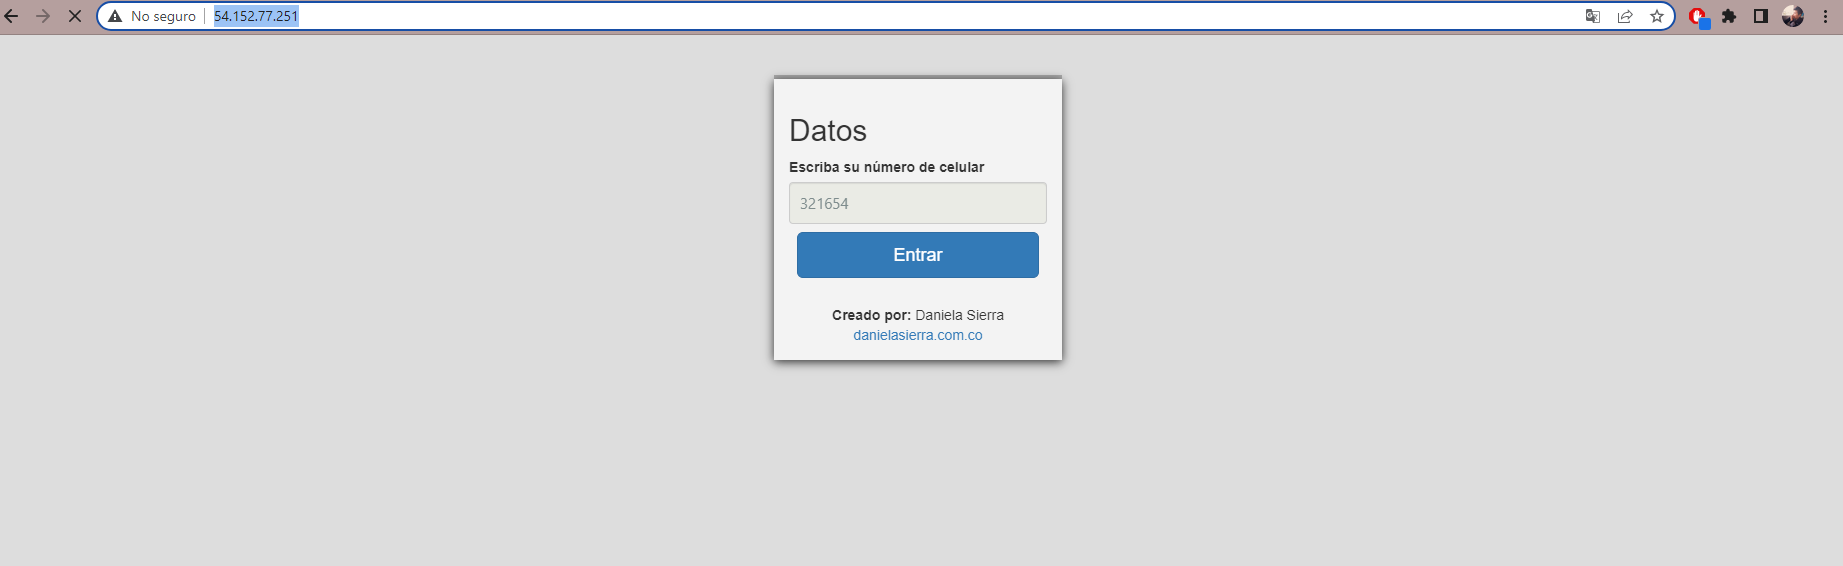 No seguro 54.152.77.251
Datos
Escriba su número de celular
321654
Entrar
Creado por: Daniela Sierra
danielasierra.com.co